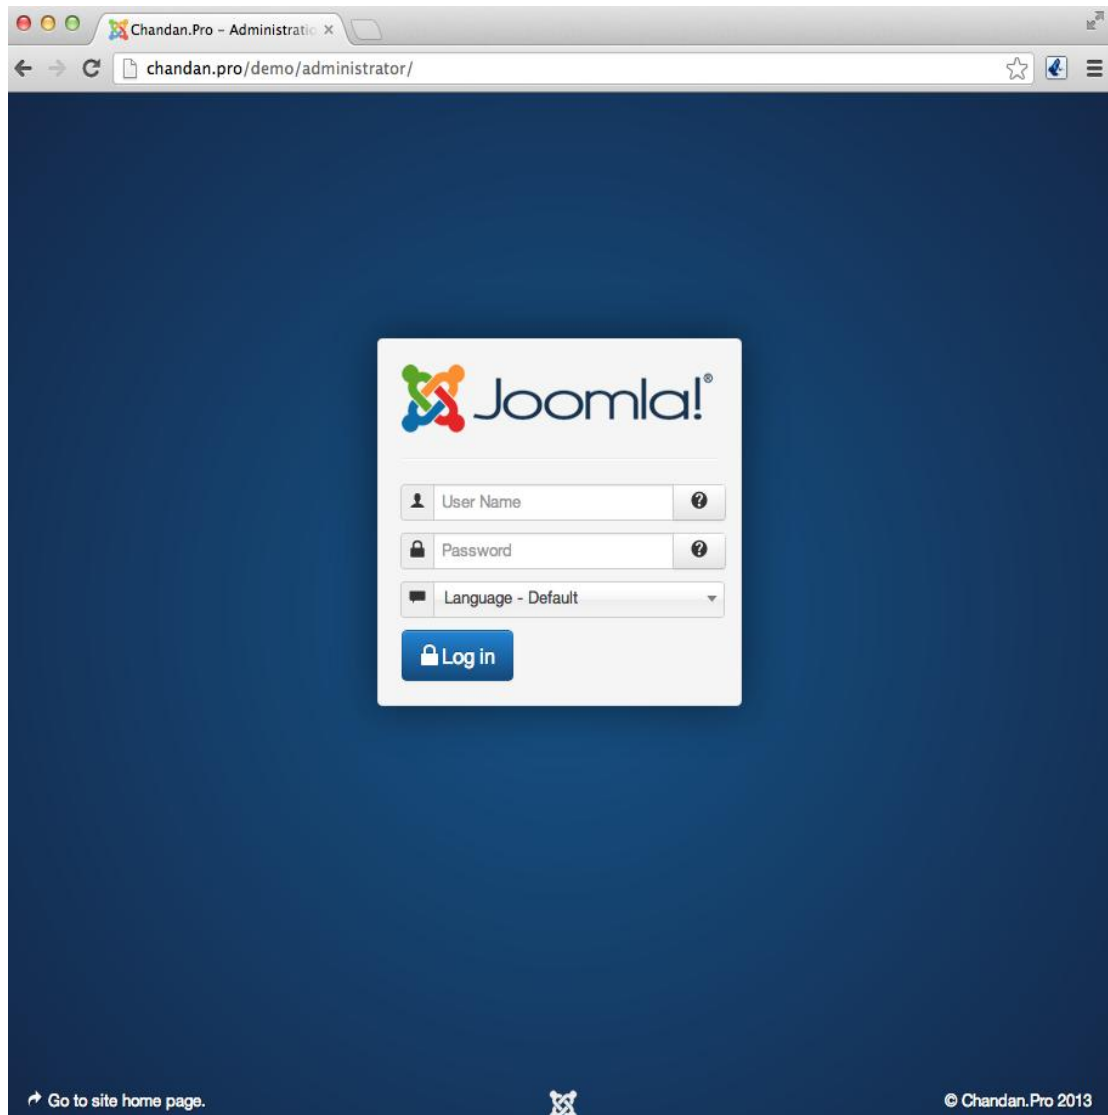 Chandan.Pro - Administratio
chandan.pro/demo/administrator/
Joomla!®
User Name
Password
Language - Default
Log in
Go to site home page.
© Chandan.Pro 2013